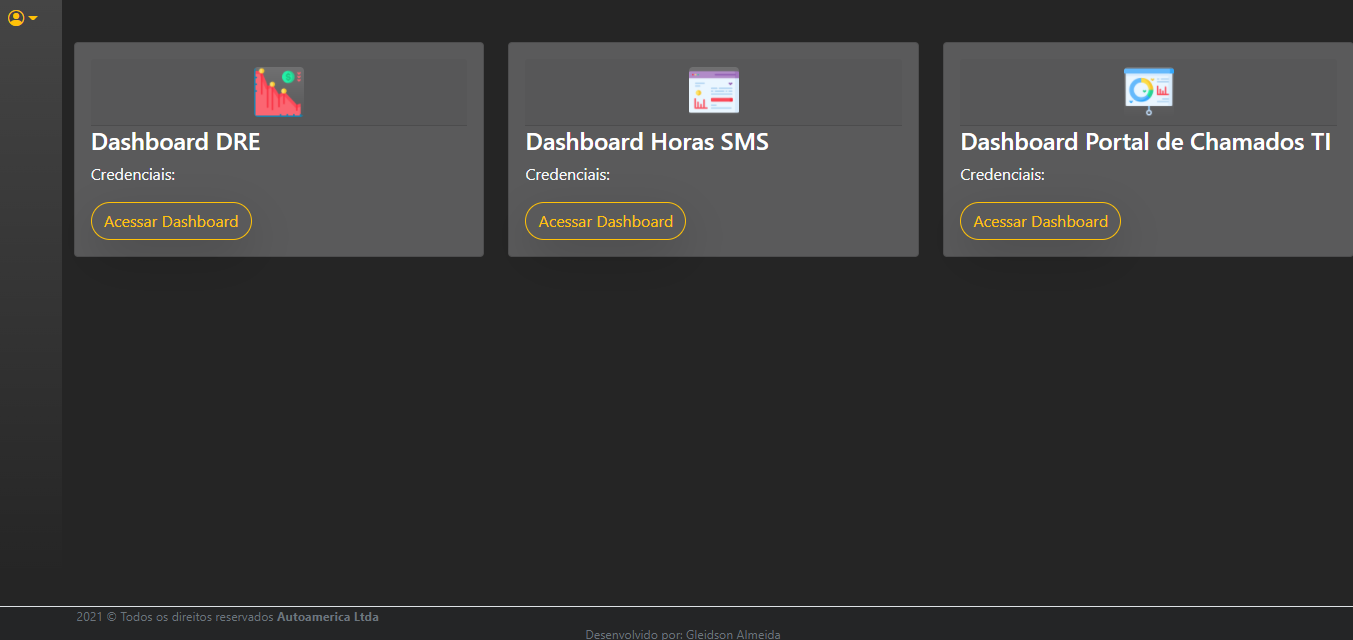 Dashboard DRE
Credenciais:
Acessar Dashboard
Dashboard Horas SMS
Credenciais:
Acessar Dashboard
Dashboard Portal de Chamados TI
Credenciais:
Acessar Dashboard
2021 © Todos os direitos reservados Autoamerica Ltda
Desenvolvido por: Gleidson Almeida